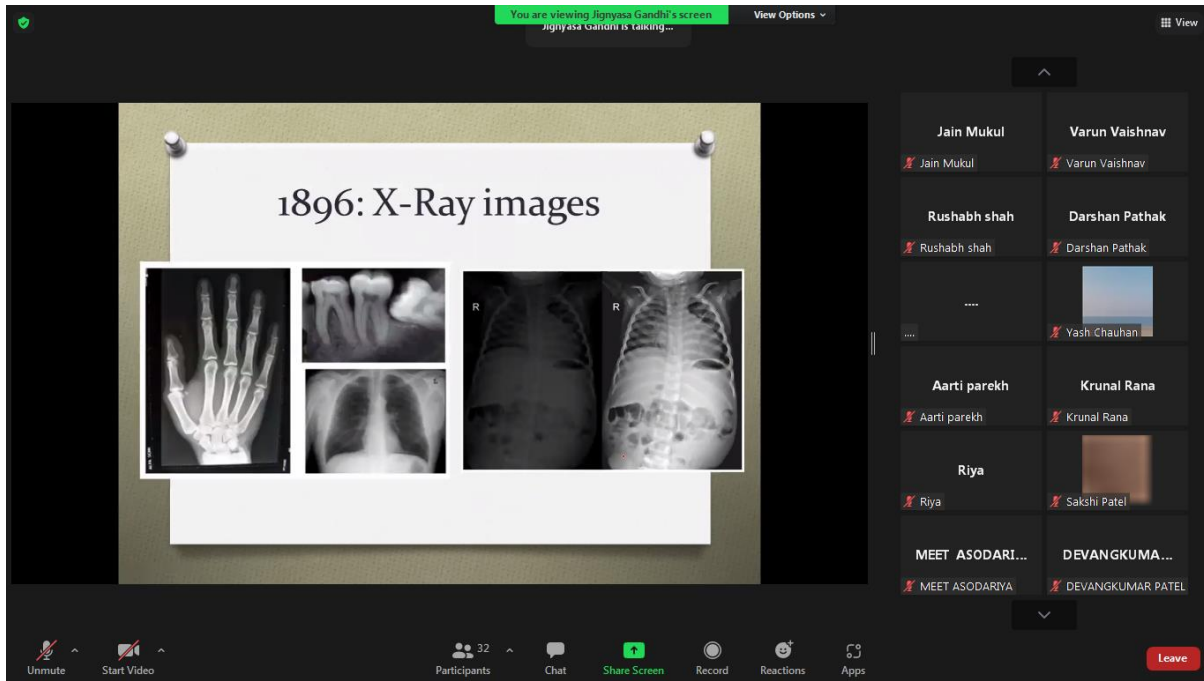 You are viewing Jignyasa Gandhi's screen
View Options
Jignyasa Gandhi is talking...
View
1896: X-Ray images
R
R
L
Jain Mukul
Jain Mukul
Varun Vaishnav
Varun Vaishnav
Rushabh shah
Rushabh shah
Darshan Pathak
Darshan Pathak
....
....
Yash Chauhan
Aarti parekh
Aarti parekh
Krunal Rana
Krunal Rana
Riya
Riya
Sakshi Patel
MEET ASODARI...
MEET ASODARIYA
DEVANGKUMA...
DEVANGKUMAR PATEL
Unmute
Start Video
32
Participants
Chat
Share Screen
Record
Reactions
Apps
Leave